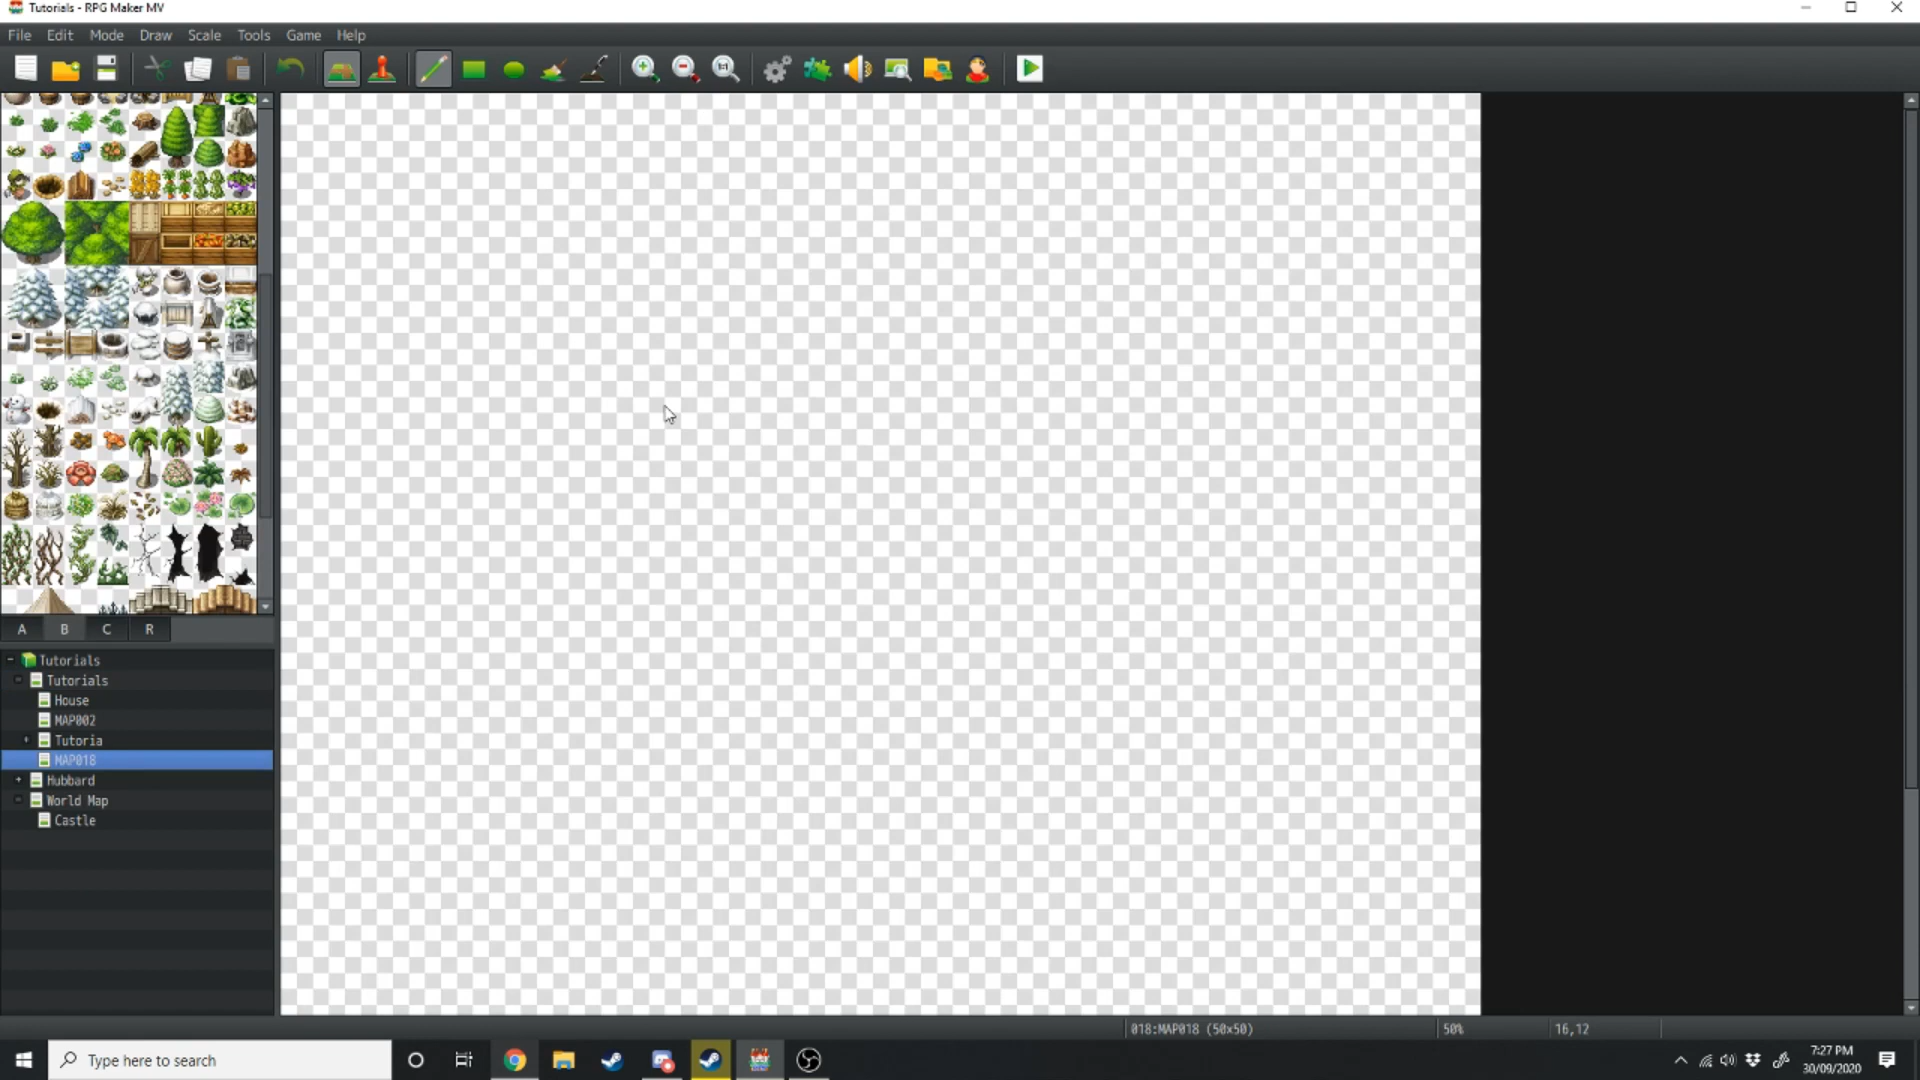 Tutorials - RPG Maker MV
File Edit Mode Draw Scale Tools Game Help
1:1
A B C R
Tutorials
Tutorials
House
MAP002
Tutoria
MAP018
Hubbard
World Map
Castle
018:MAP018 (50x50) 50% 16,12
Type here to search
7:27 PM
30/09/2020